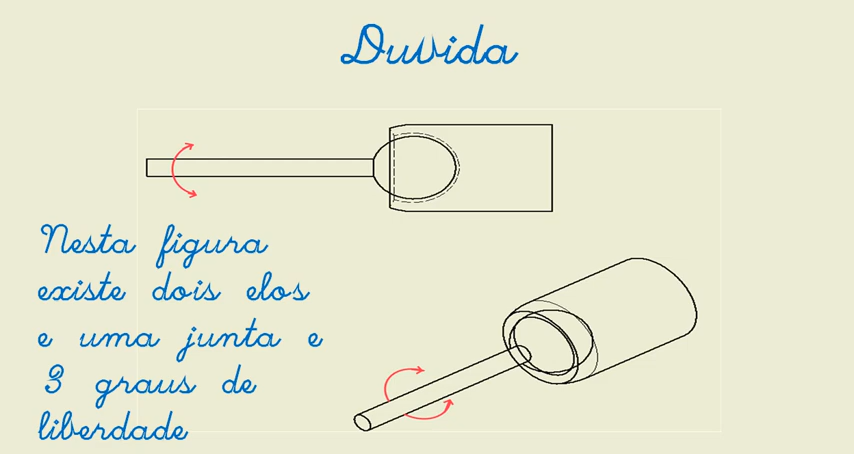 Duvida
Nesta figura
existe dois elos
e uma junta e
3 graus de
liberdade